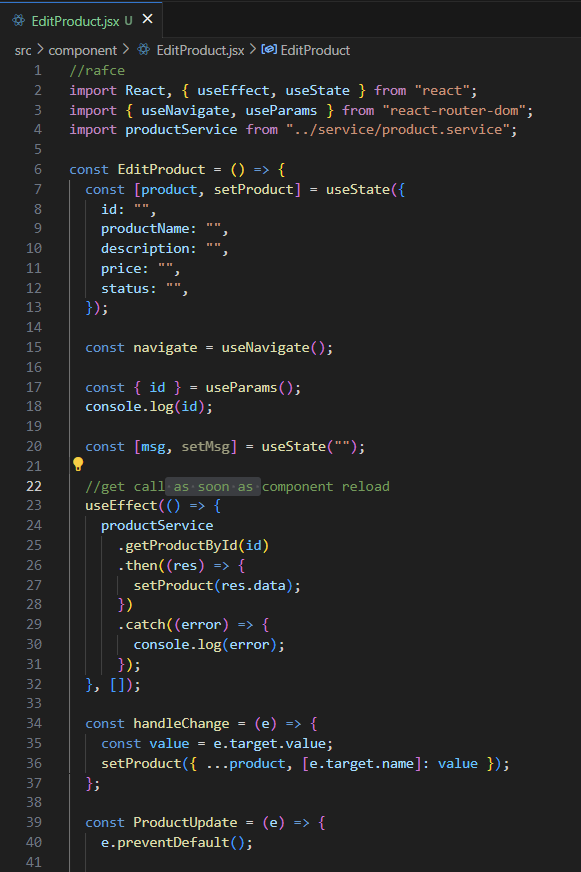 EditProduct.jsx U ✕
src > component > EditProduct.jsx > EditProduct
1 //rafce
2 import React, { useEffect, useState } from "react";
3 import { useNavigate, useParams } from "react-router-dom";
4 import productService from "../service/product.service";
5
6 const EditProduct = () => {
7   const [product, setProduct] = useState({
8     id: "",
9     productName: "",
10     description: "",
11     price: "",
12     status: "",
13   });
14
15   const navigate = useNavigate();
16
17   const { id } = useParams();
18   console.log(id);
19
20   const [msg, setMsg] = useState("");
21
22   //get call as soon as component reload
23   useEffect(() => {
24     productService
25       .getProductById(id)
26       .then((res) => {
27         setProduct(res.data);
28       })
29       .catch((error) => {
30         console.log(error);
31       });
32   }, []);
33
34   const handleChange = (e) => {
35     const value = e.target.value;
36     setProduct({ ...product, [e.target.name]: value });
37   };
38
39   const ProductUpdate = (e) => {
40     e.preventDefault();
41